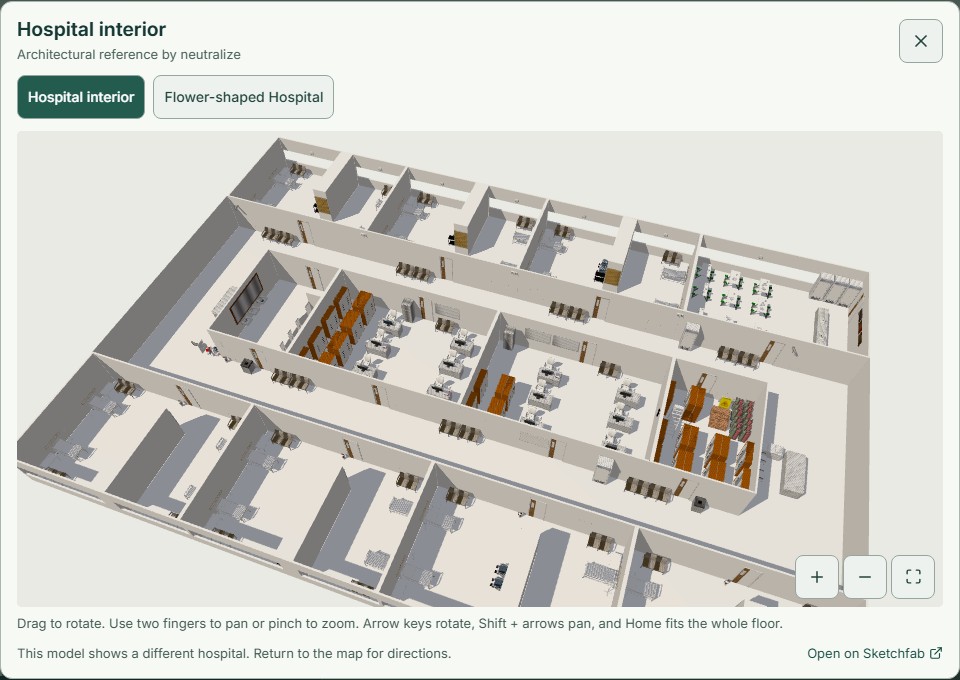 Hospital interior
Architectural reference by neutralize
Hospital interior
Flower-shaped Hospital
Drag to rotate. Use two fingers to pan or pinch to zoom. Arrow keys rotate, Shift + arrows pan, and Home fits the whole floor.
This model shows a different hospital. Return to the map for directions.
Open on Sketchfab